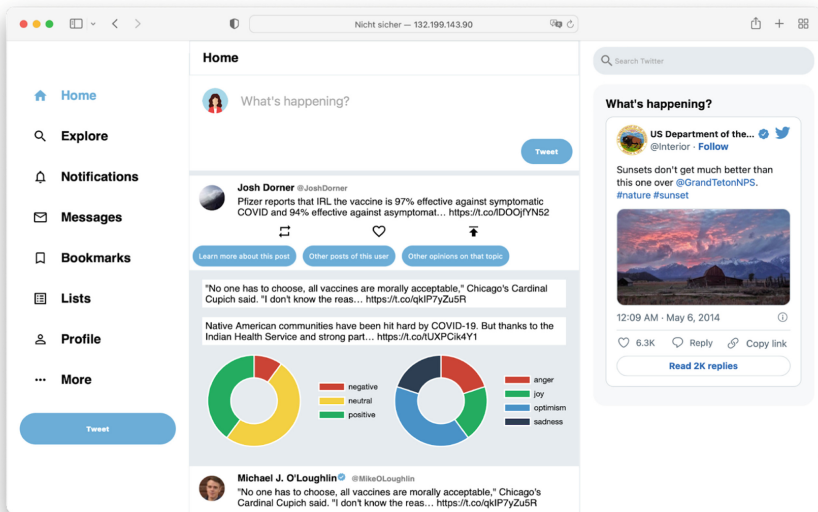 Nicht sicher — 132.199.143.90
Home
Explore
Notifications
Messages
Bookmarks
Lists
Profile
More
Tweet
Home
What's happening?
Tweet
Josh Dorner @JoshDorner
Pfizer reports that IRL the vaccine is 97% effective against symptomatic
COVID and 94% effective against asymptomat… https://t.co/IDOOjfYN52
Learn more about this post
Other posts of this user
Other opinions on that topic
"No one has to choose, all vaccines are morally acceptable," Chicago's Cardinal
Cupich said. "I don't know the reas… https://t.co/qkIP7yZu5R
Native American communities have been hit hard by COVID-19. But thanks to the
Indian Health Service and strong part… https://t.co/tUXPCik4Y1
negative
neutral
positive
anger
joy
optimism
sadness
Michael J. O'Loughlin @MikeOLoughlin
"No one has to choose, all vaccines are morally acceptable," Chicago's
Cardinal Cupich said. "I don't know the reas… https://t.co/qkIP7yZu5R
Search Twitter
What's happening?
US Department of the...
@Interior · Follow
Sunsets don't get much better than
this one over @GrandTetonNPS.
#nature #sunset
12:09 AM · May 6, 2014
6.3K Reply Copy link
Read 2K replies